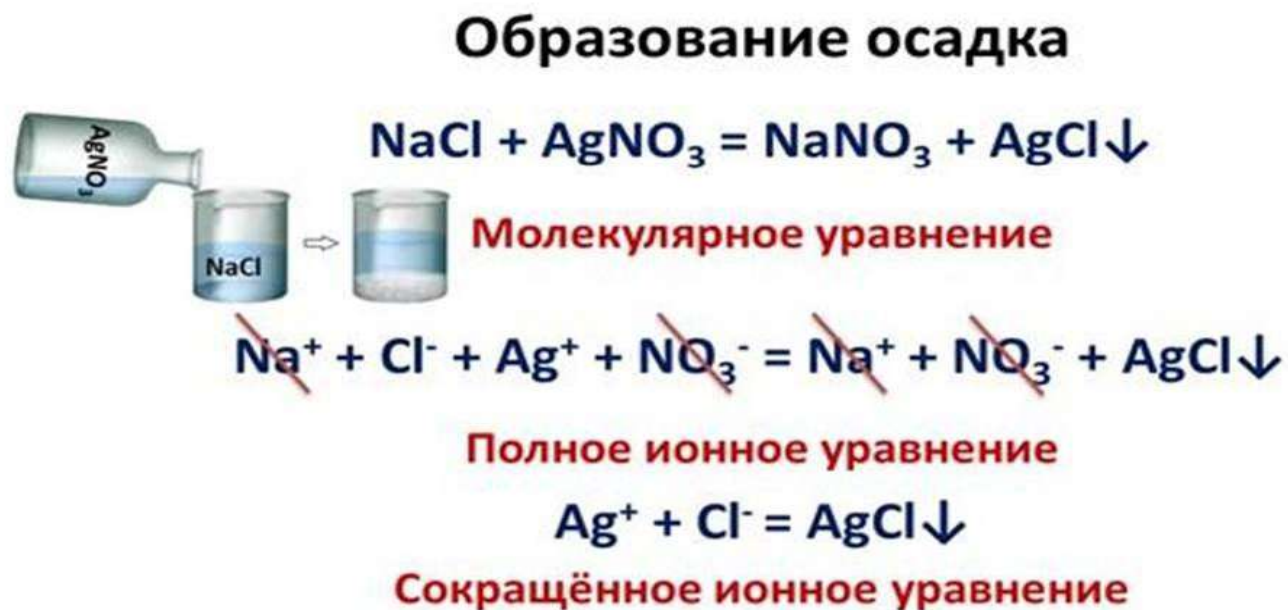 Образование осадка
AgNO₃
NaCl + AgNO₃ = NaNO₃ + AgCl↓
NaCl
Молекулярное уравнение
Na⁺ + Cl⁻ + Ag⁺ + NO₃⁻ = Na⁺ + NO₃⁻ + AgCl↓
Полное ионное уравнение
Ag⁺ + Cl⁻ = AgCl↓
Сокращённое ионное уравнение